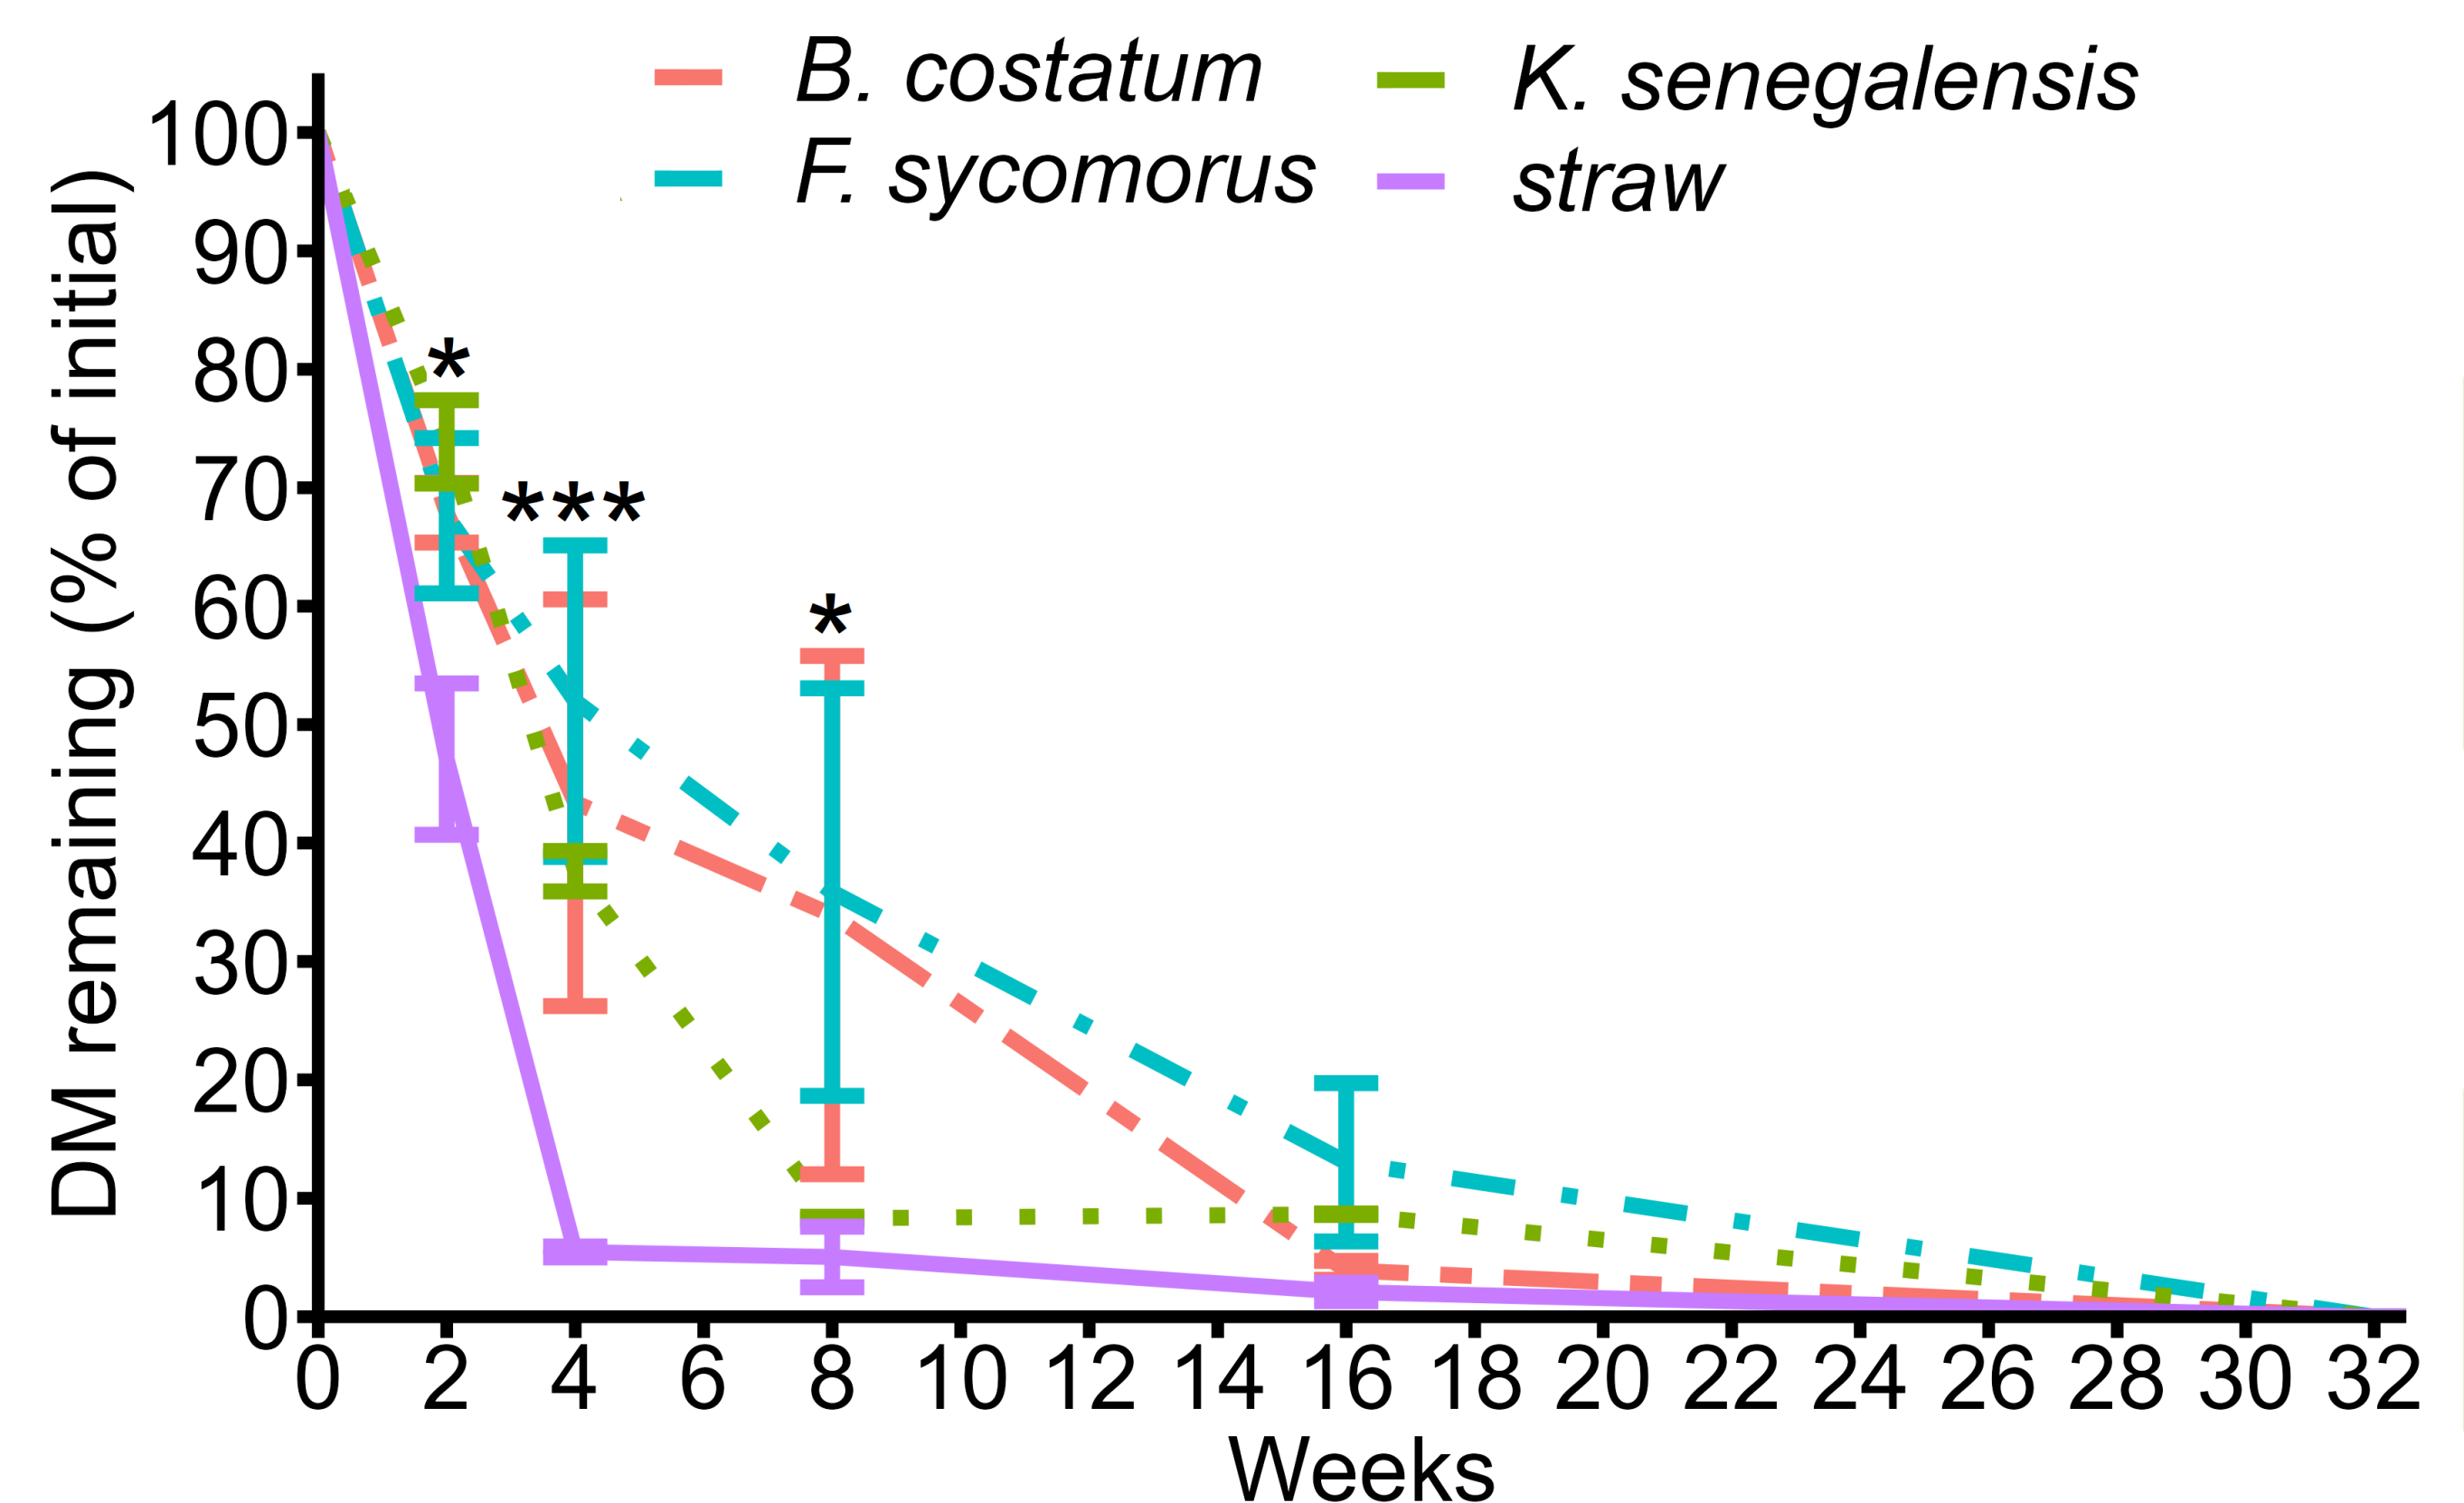 B. costatum
K. senegalensis
F. sycomorus
straw
DM remaining (% of initial)
100
90
80
70
60
50
40
30
20
10
0
*
***
*
0 2 4 6 8 10 12 14 16 18 20 22 24 26 28 30 32
Weeks